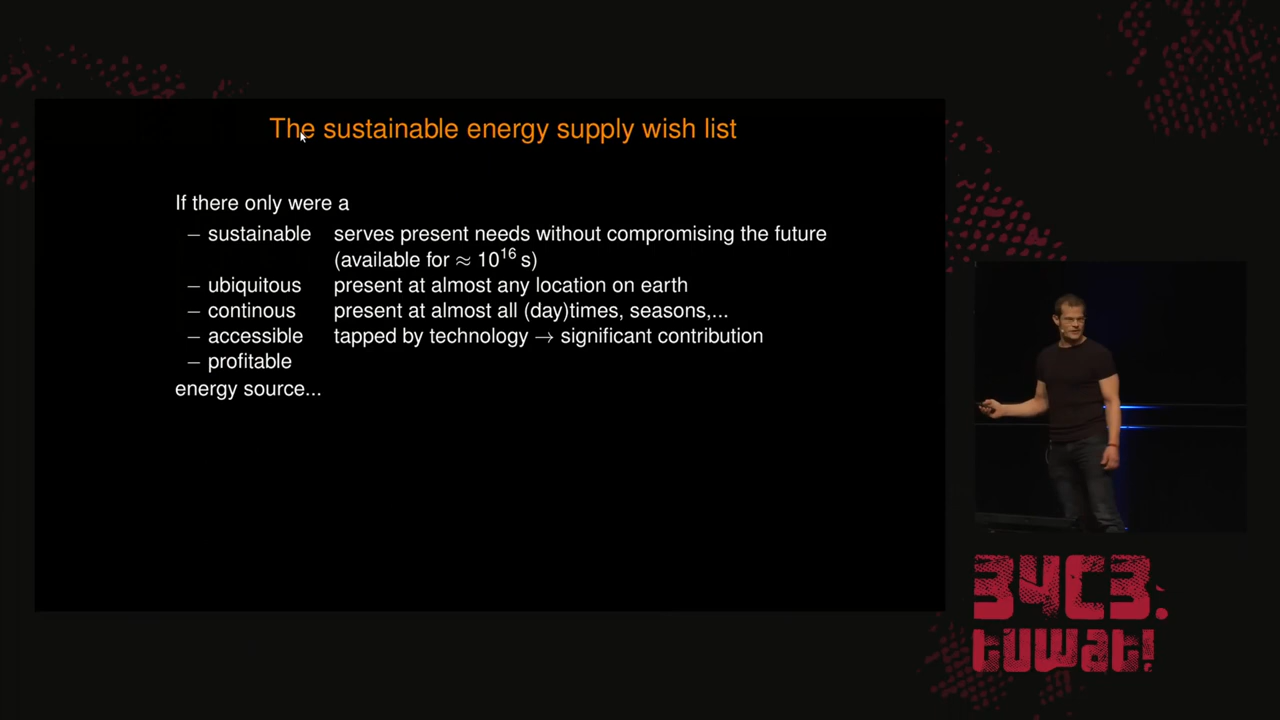 The sustainable energy supply wish list
If there only were a
– sustainable serves present needs without compromising the future
(available for ≈ 10¹⁶ s)
– ubiquitous present at almost any location on earth
– continous present at almost all (day)times, seasons,...
– accessible tapped by technology → significant contribution
– profitable
energy source...
34C3.
tuwat!